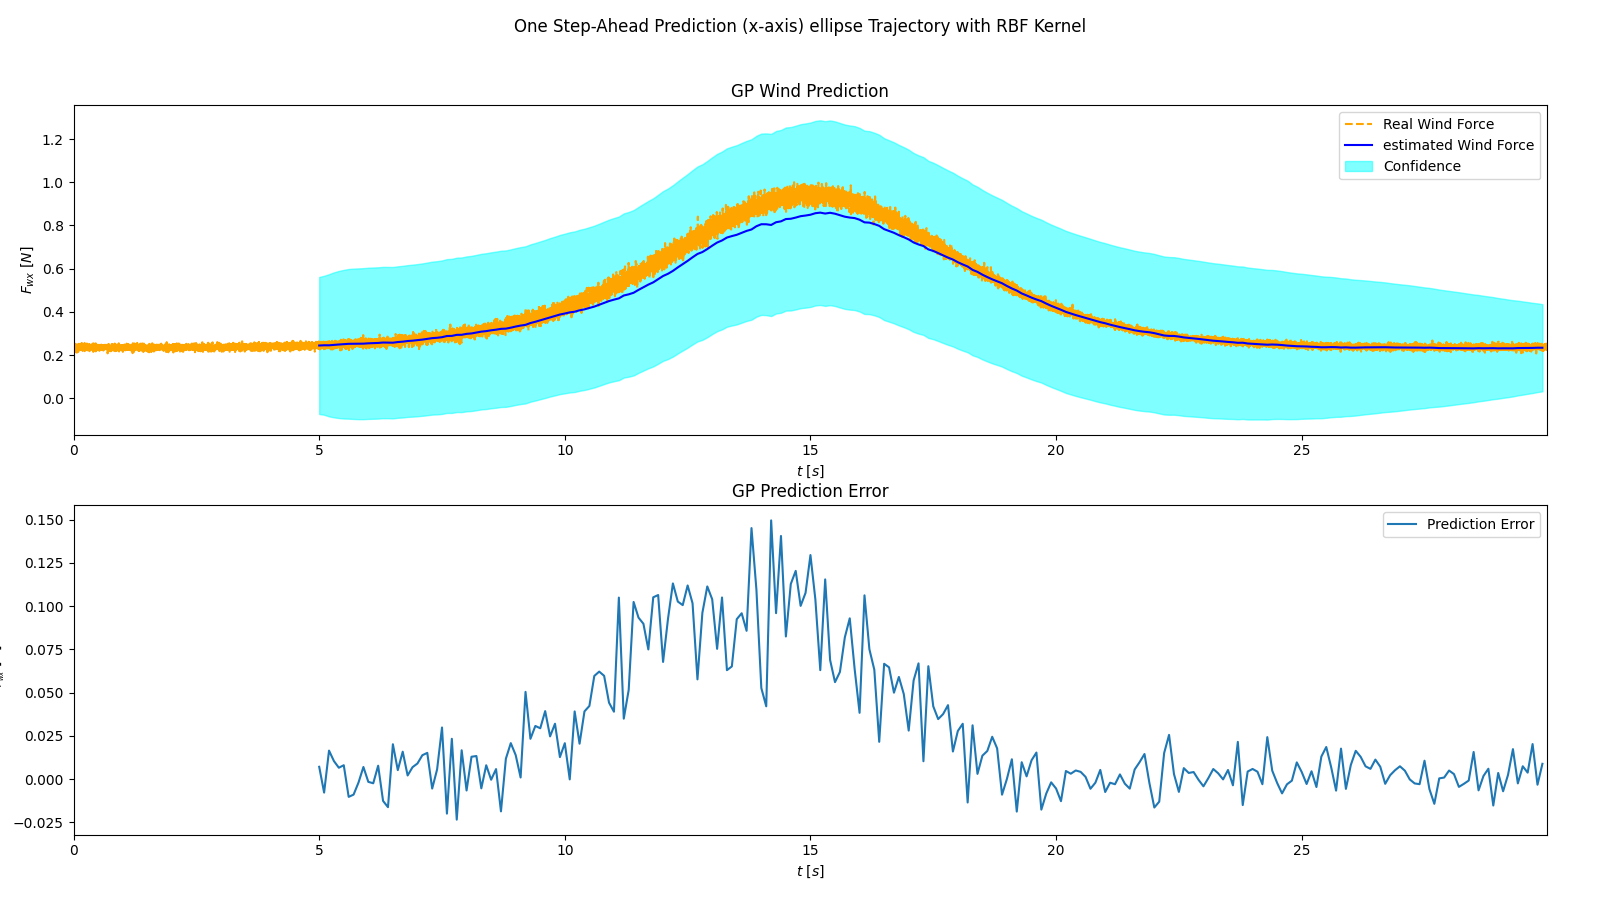 One Step-Ahead Prediction (x-axis) ellipse Trajectory with RBF Kernel
GP Wind Prediction
Real Wind Force
estimated Wind Force
Confidence
1.2
1.0
0.8
0.6
0.4
0.2
0.0
F_wx [N]
0 5 10 15 20 25
t [s]
GP Prediction Error
Prediction Error
0.150
0.125
0.100
0.075
0.050
0.025
0.000
−0.025
0 5 10 15 20 25
t [s]